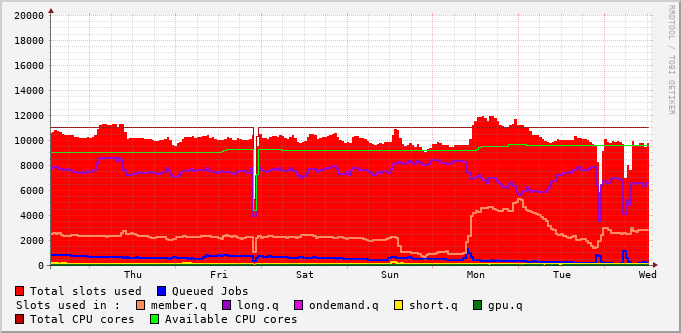 RRDTOOL / TOBI OETIKER
20000
18000
16000
14000
12000
10000
8000
6000
4000
2000
0
Thu Fri Sat Sun Mon Tue Wed
Total slots used Queued Jobs
Slots used in : member.q long.q ondemand.q short.q gpu.q
Total CPU cores Available CPU cores